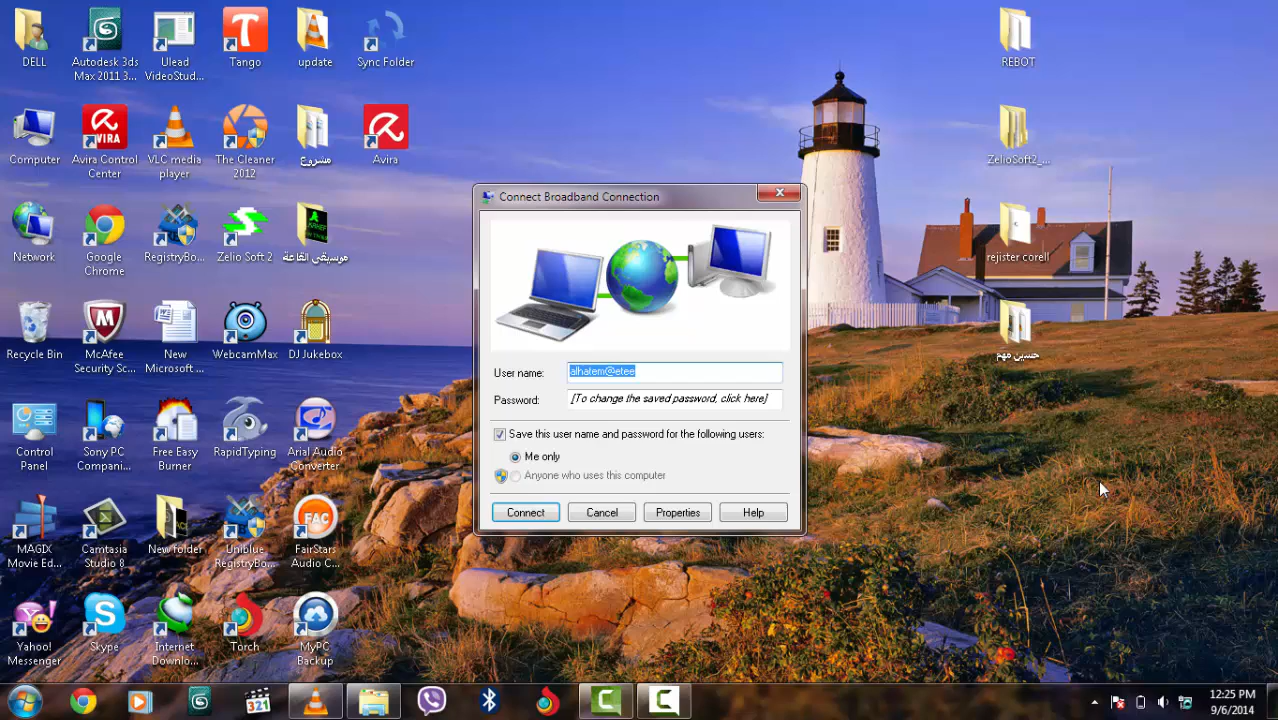 DELL
Autodesk 3ds
Max 2011 3...
Ulead
VideoStud...
Tango
update
Sync Folder
REBOT
Computer
Avira Control
Center
VLC media
player
The Cleaner
2012
مشروع
Avira
ZelioSoft2_...
Network
Google
Chrome
RegistryBo...
Zelio Soft 2
موسيقى القاعة
rejister corell
Recycle Bin
McAfee
Security Sc...
New
Microsoft ...
WebcamMax
DJ Jukebox
حسين مهم
Control
Panel
Sony PC
Compani...
Free Easy
Burner
RapidTyping
Arial Audio
Converter
MAGIX
Movie Ed...
Camtasia
Studio 8
New folder
Uniblue
RegistryBo...
FAC
FairStars
Audio C...
Yahoo!
Messenger
Skype
Internet
Downlo...
Torch
MyPC
Backup
Connect Broadband Connection
User name: alhatem@etee
Password: [To change the saved password, click here]
Save this user name and password for the following users:
Me only
Anyone who uses this computer
Connect Cancel Properties Help
321
12:25 PM
9/6/2014